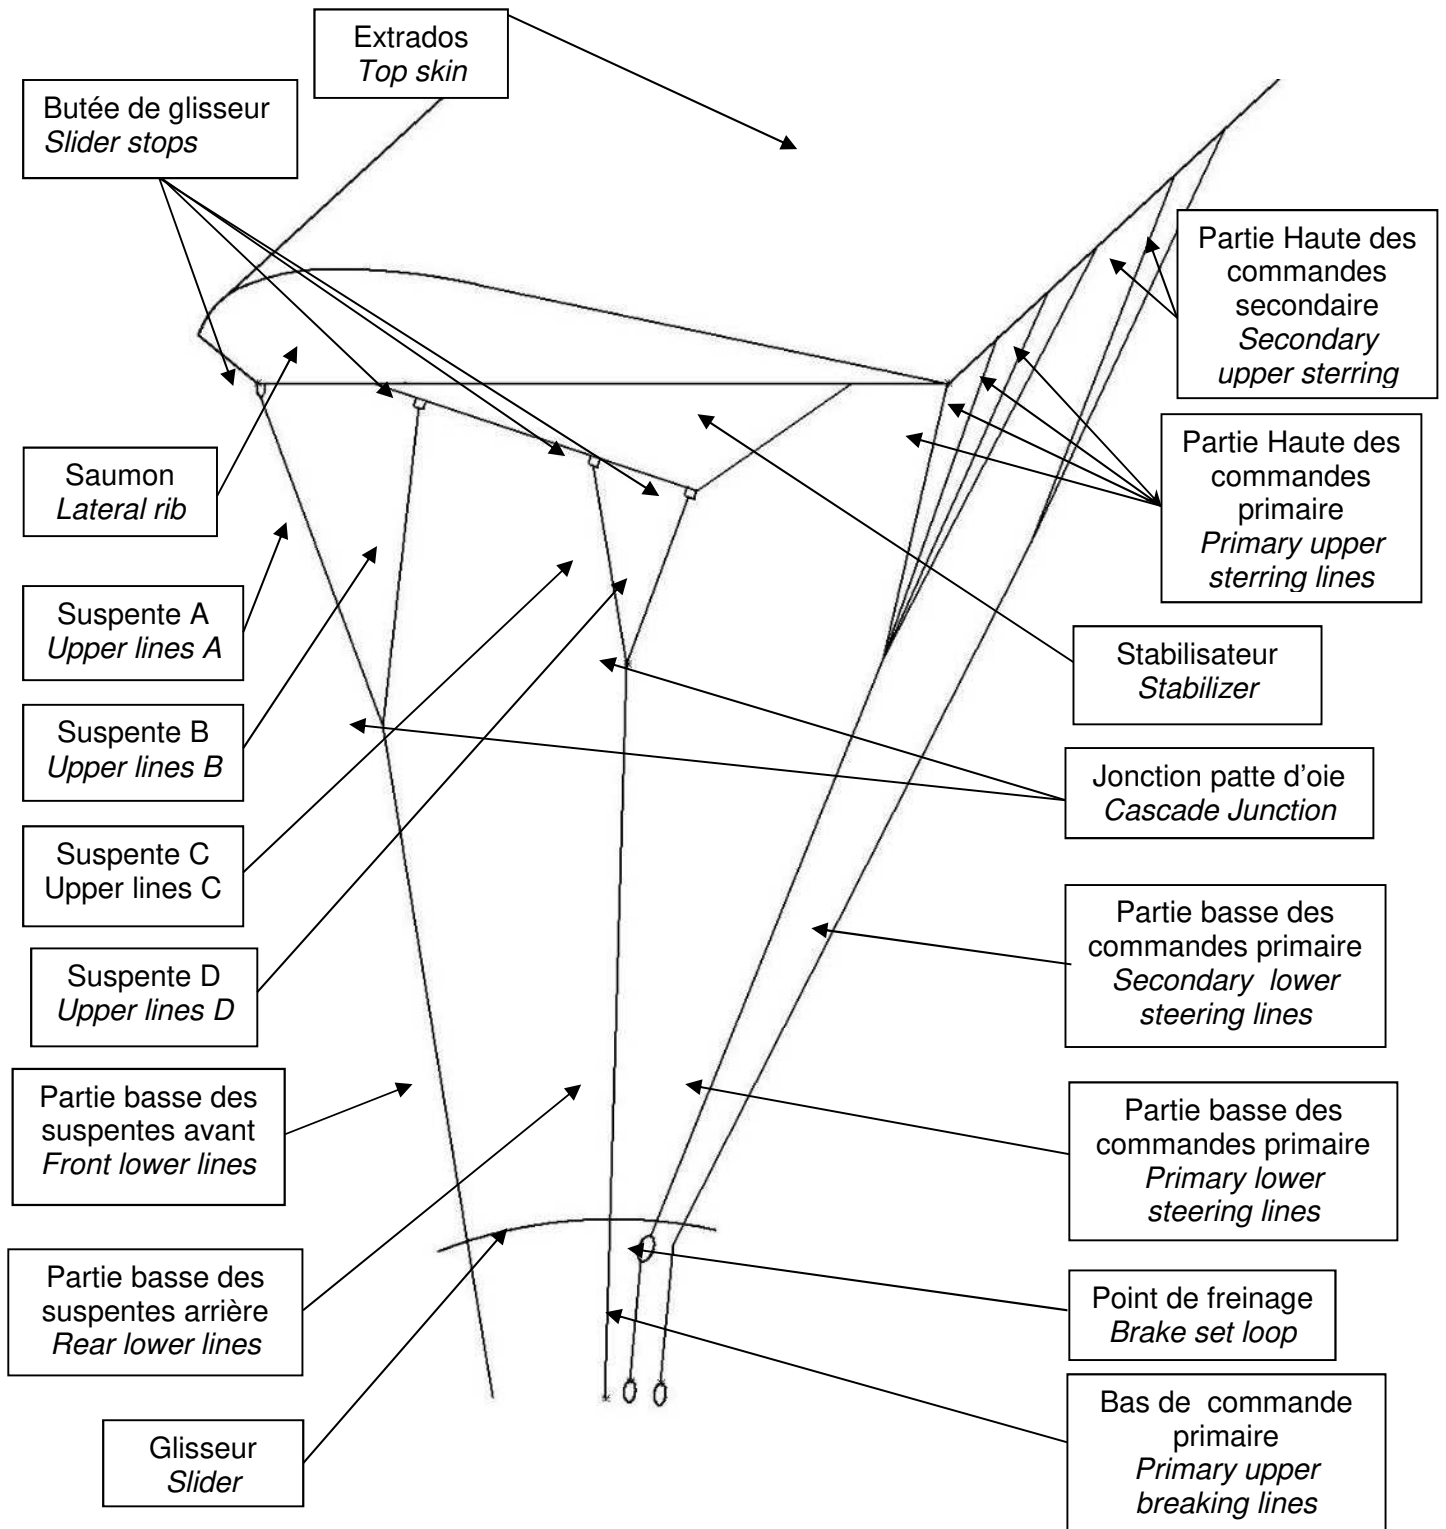 Extrados
Top skin
Butée de glisseur
Slider stops
Saumon
Lateral rib
Suspente A
Upper lines A
Suspente B
Upper lines B
Suspente C
Upper lines C
Suspente D
Upper lines D
Partie basse des
suspentes avant
Front lower lines
Partie basse des
suspentes arrière
Rear lower lines
Glisseur
Slider
Partie Haute des
commandes
secondaire
Secondary
upper sterring
Partie Haute des
commandes
primaire
Primary upper
sterring lines
Stabilisateur
Stabilizer
Jonction patte d'oie
Cascade Junction
Partie basse des
commandes primaire
Secondary lower
steering lines
Partie basse des
commandes primaire
Primary lower
steering lines
Point de freinage
Brake set loop
Bas de commande
primaire
Primary upper
breaking lines